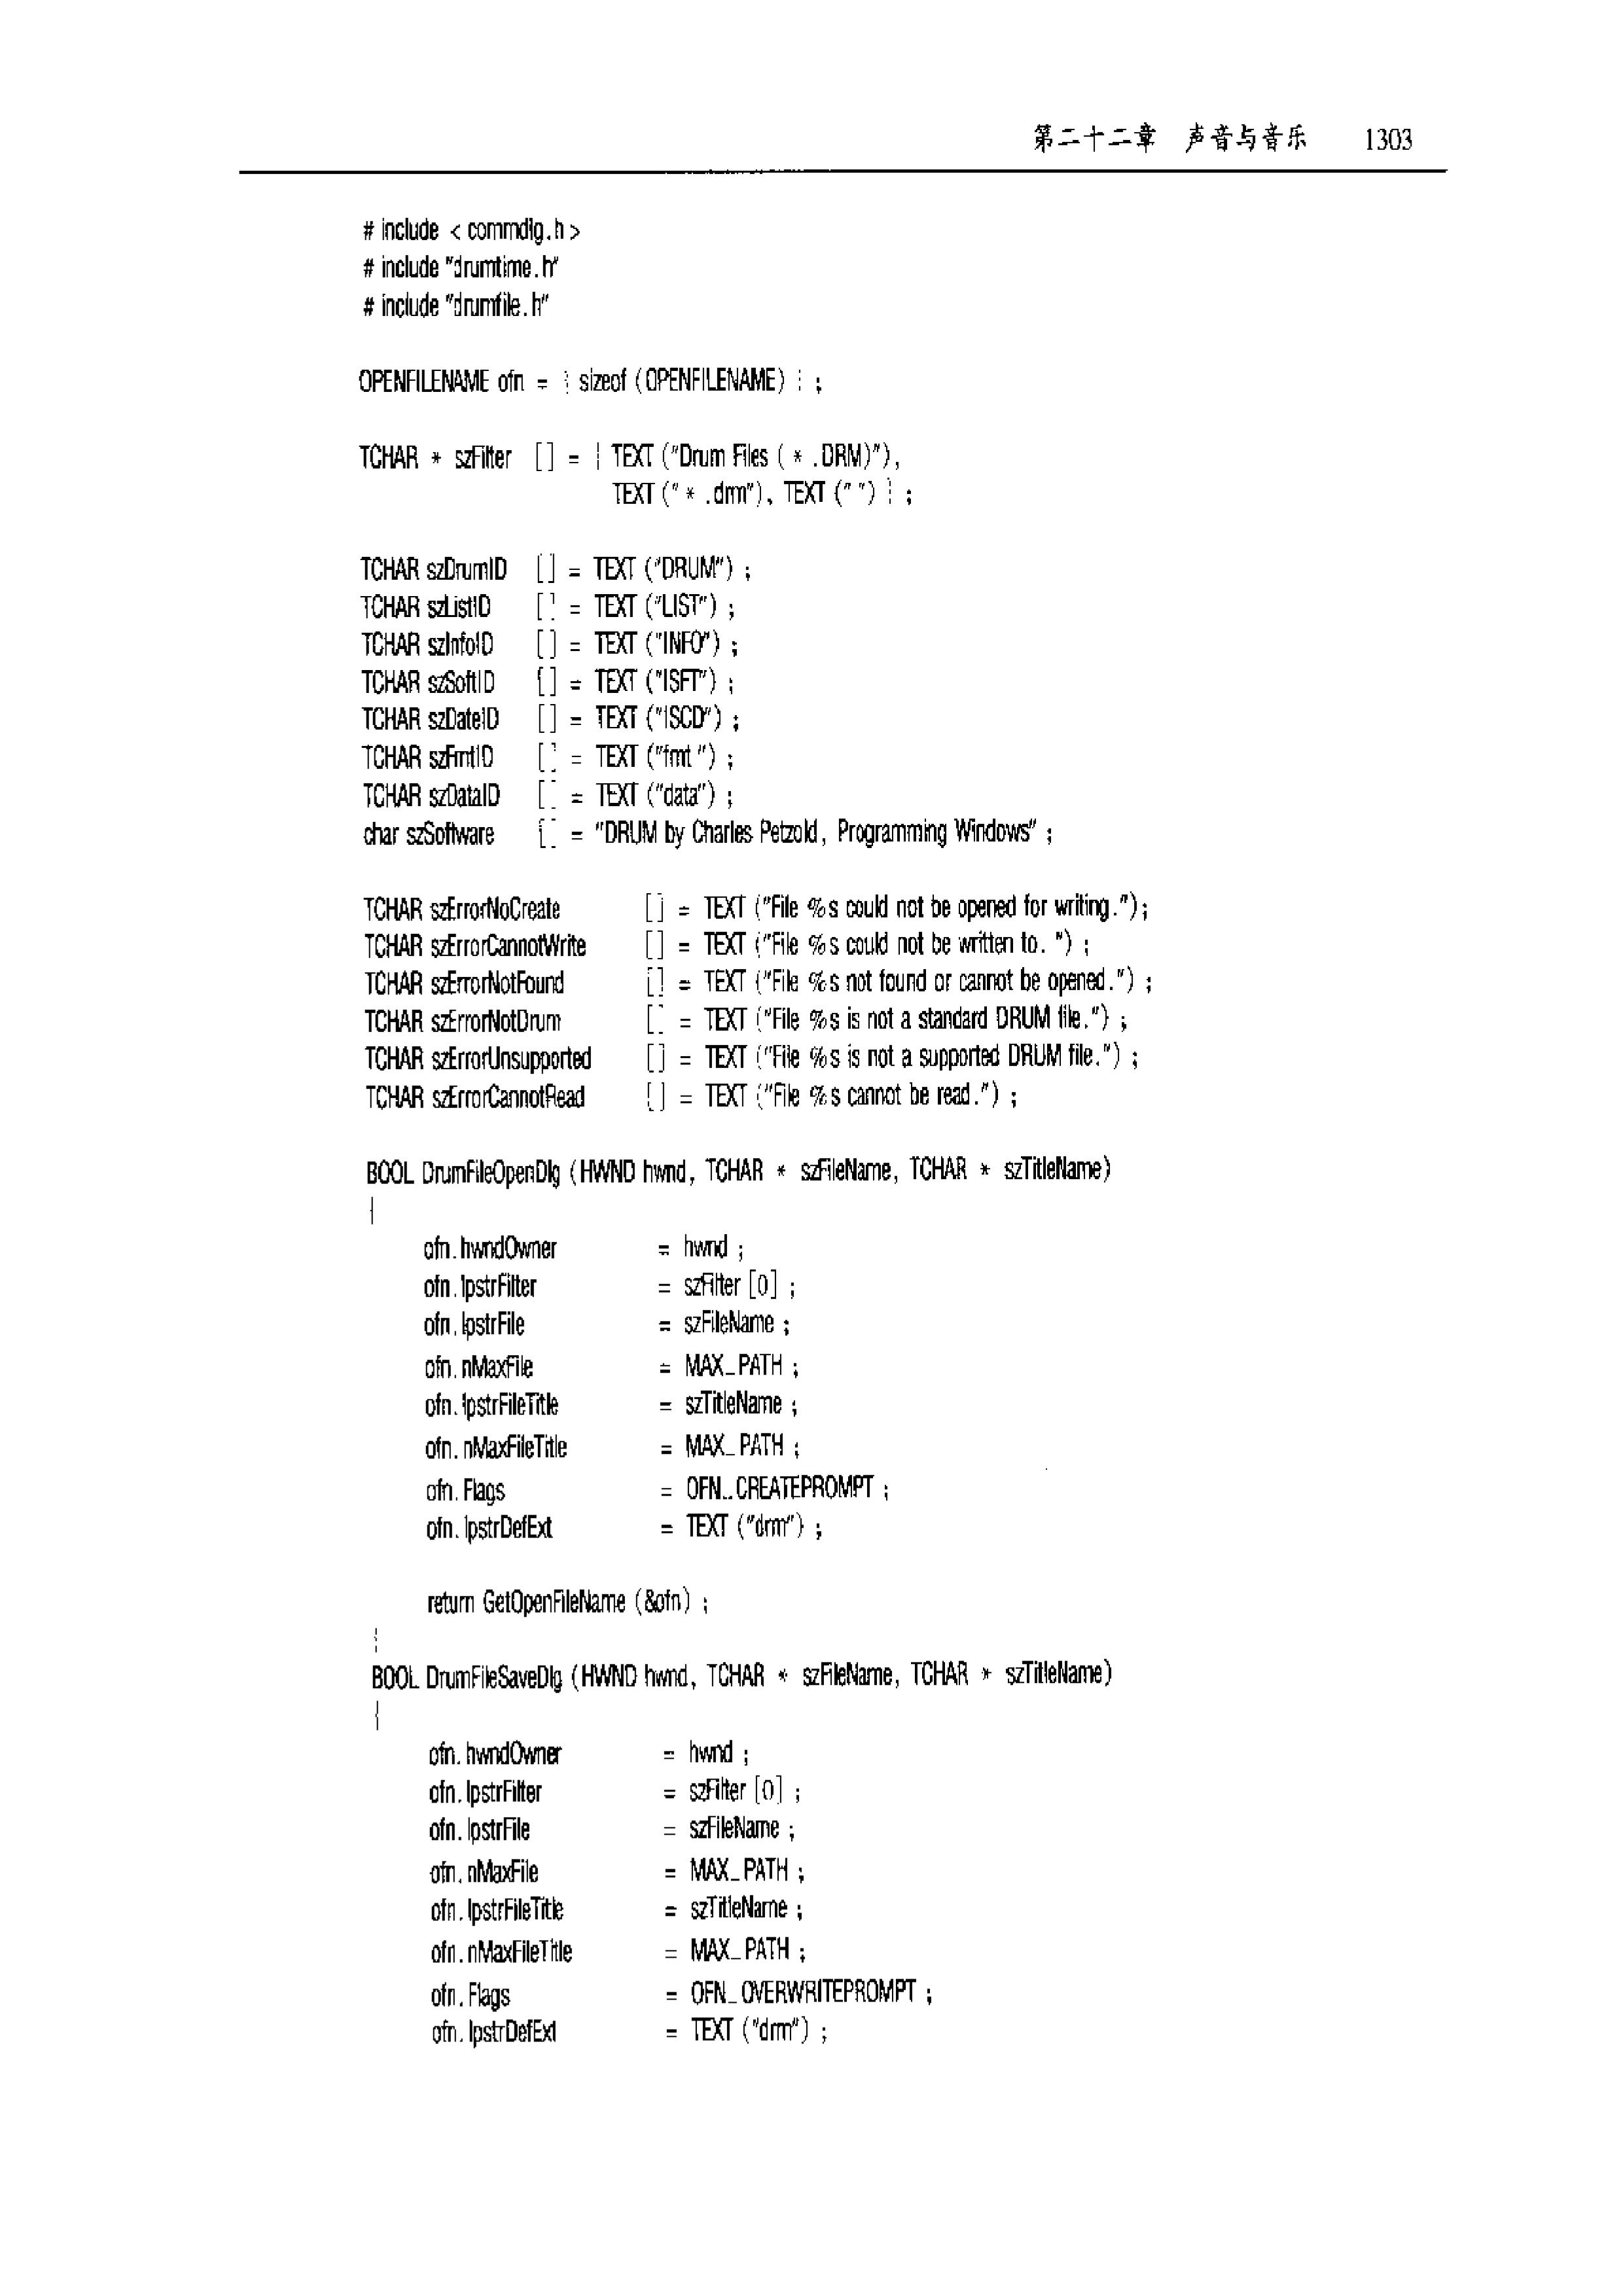 第二十二章 声音与音乐 1303
# include < commdlg.h >
# include "drumtime.h"
# include "drumfile.h"
OPENFILENAME ofn = { sizeof (OPENFILENAME) } ;
TCHAR * szFilter [] = { TEXT ("Drum Files ( * .DRM)"),
TEXT (" * .drm"), TEXT (" ") } ;
TCHAR szDrumID [] = TEXT ("DRUM") ;
TCHAR szListID [] = TEXT ("LIST") ;
TCHAR szInfoID [] = TEXT ("INFO") ;
TCHAR szSoftID [] = TEXT ("ISFT") ;
TCHAR szDateID [] = TEXT ("ISCD") ;
TCHAR szFmtID [] = TEXT ("fmt ") ;
TCHAR szDataID [] = TEXT ("data") ;
char szSoftware [] = "DRUM by Charles Petzold, Programming Windows" ;
TCHAR szErrorNoCreate [] = TEXT ("File %s could not be opened for writing.");
TCHAR szErrorCannotWrite [] = TEXT ("File %s could not be written to. ") ;
TCHAR szErrorNotFound [] = TEXT ("File %s not found or cannot be opened.") ;
TCHAR szErrorNotDrum [] = TEXT ("File %s is not a standard DRUM file.") ;
TCHAR szErrorUnsupported [] = TEXT ("File %s is not a supported DRUM file.") ;
TCHAR szErrorCannotRead [] = TEXT ("File %s cannot be read.") ;
BOOL DrumFileOpenDlg (HWND hwnd, TCHAR * szFileName, TCHAR * szTitleName)
{
ofn.hwndOwner = hwnd ;
ofn.lpstrFilter = szFilter [0] ;
ofn.lpstrFile = szFileName ;
ofn.nMaxFile = MAX_PATH ;
ofn.lpstrFileTitle = szTitleName ;
ofn.nMaxFileTitle = MAX_PATH ;
ofn.Flags = OFN_CREATEPROMPT ;
ofn.lpstrDefExt = TEXT ("drm") ;
return GetOpenFileName (&ofn) ;
}
BOOL DrumFileSaveDlg (HWND hwnd, TCHAR * szFileName, TCHAR * szTitleName)
{
ofn.hwndOwner = hwnd ;
ofn.lpstrFilter = szFilter [0] ;
ofn.lpstrFile = szFileName ;
ofn.nMaxFile = MAX_PATH ;
ofn.lpstrFileTitle = szTitleName ;
ofn.nMaxFileTitle = MAX_PATH ;
ofn.Flags = OFN_OVERWRITEPROMPT ;
ofn.lpstrDefExt = TEXT ("drm") ;